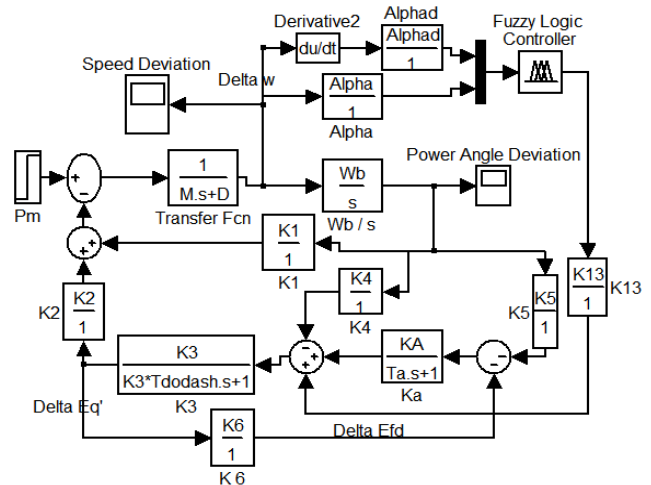 Derivative2
Alphad
Fuzzy Logic
Controller
du/dt
Alphad
1
Speed Deviation
Delta w
Alpha
1
Alpha
Power Angle Deviation
Pm
+
-
1
M.s+D
Transfer Fcn
Wb
s
Wb / s
+
+
K1
1
K1
K4
1
K4
K5
K5
1
K13
1
K13
K2
K2
1
K3
K3*Tdodash.s+1
K3
-
+
+
KA
Ta.s+1
Ka
-
-
Delta Eq'
K6
1
K 6
Delta Efd